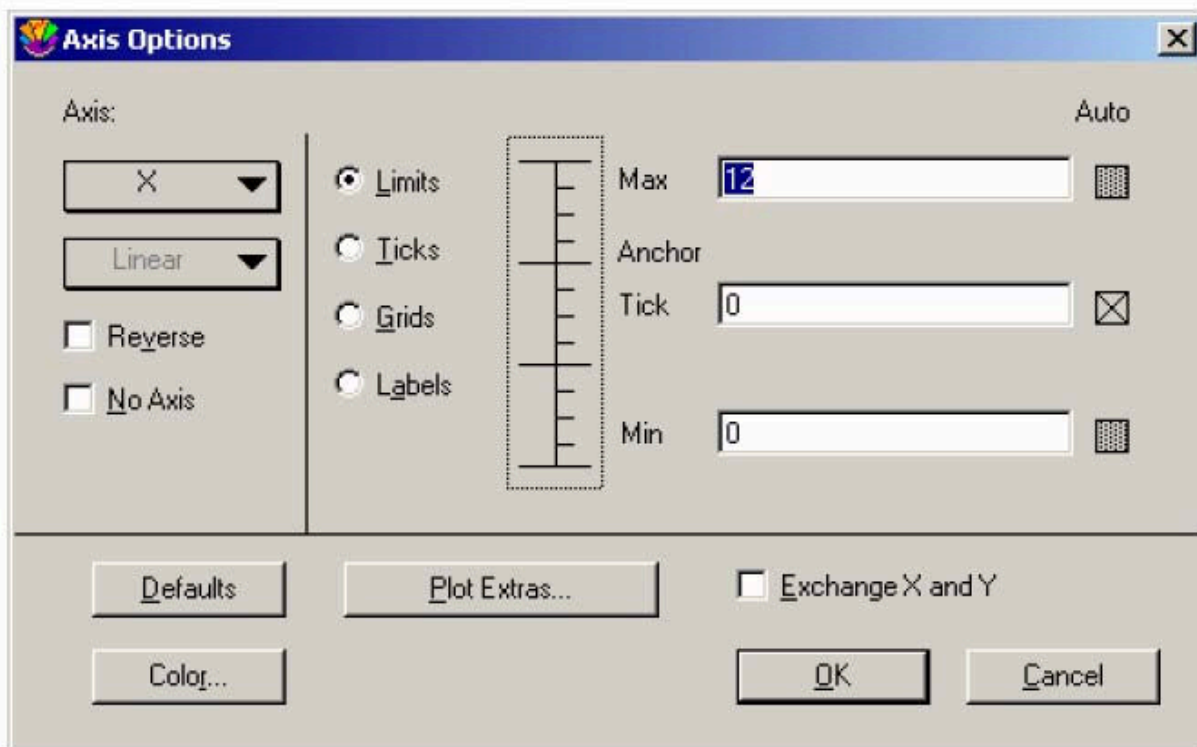 Axis Options
Axis:
Auto
X
Linear
Reverse
No Axis
Limits
Ticks
Grids
Labels
Max
12
Anchor
Tick
0
Min
0
Defaults
Plot Extras...
Exchange X and Y
Color...
OK
Cancel